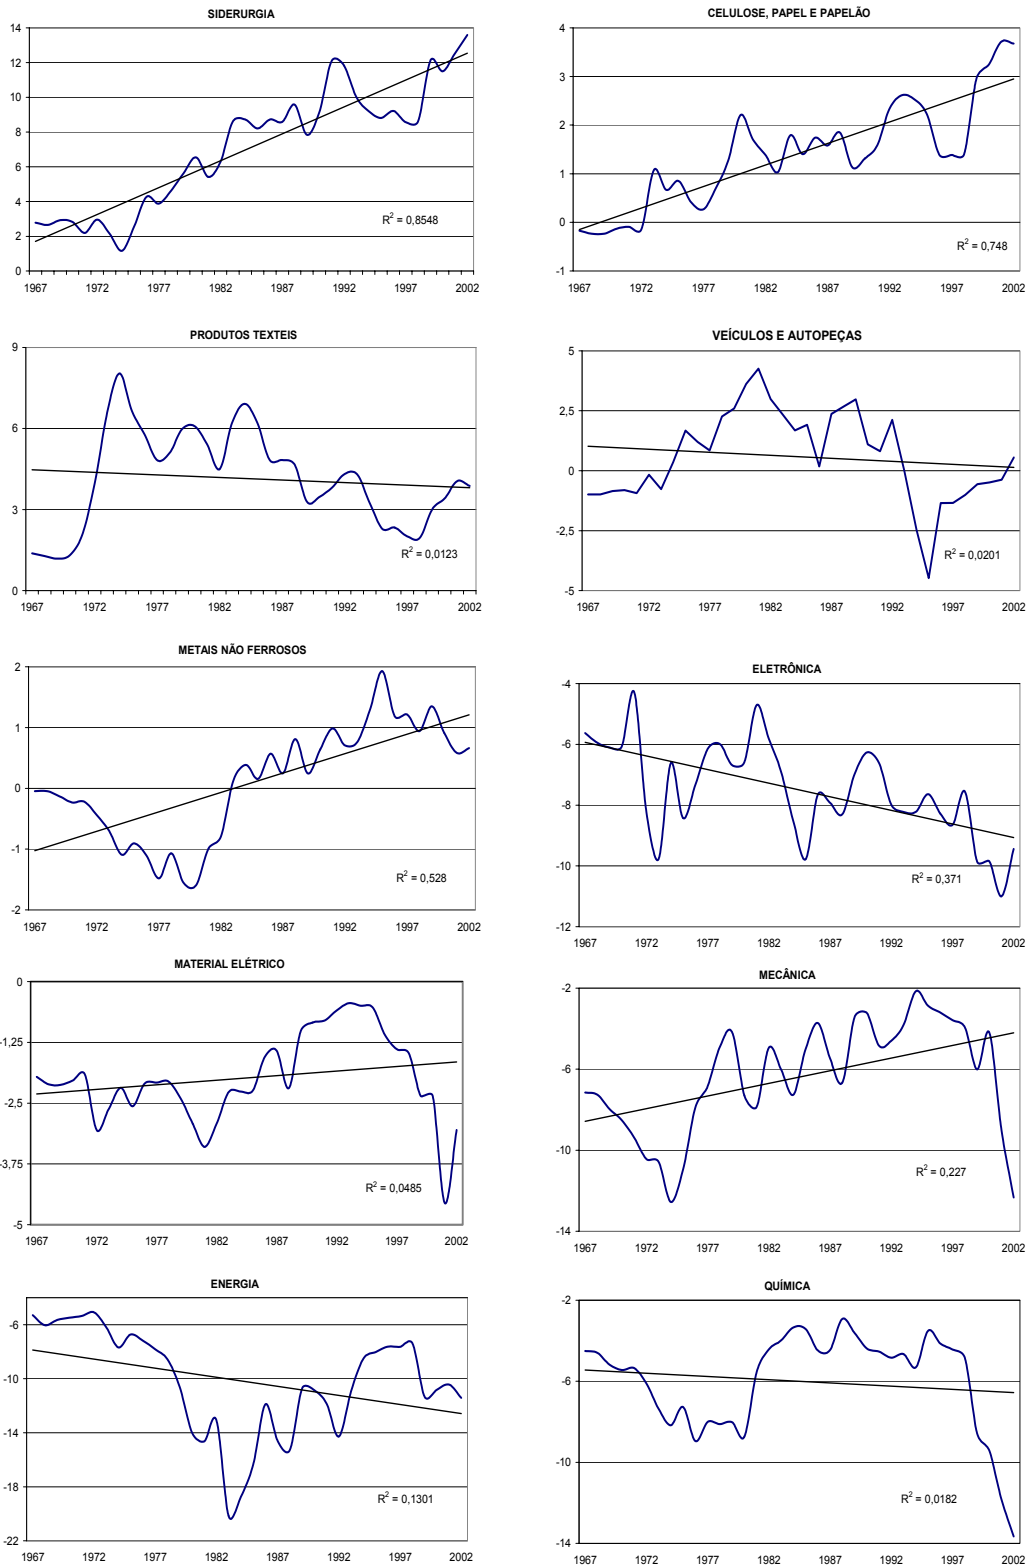 SIDERURGIA
14
12
10
8
6
4
2
0
R² = 0,8548
1967 1972 1977 1982 1987 1992 1997 2002
CELULOSE, PAPEL E PAPELÃO
4
3
2
1
0
-1
R² = 0,748
1967 1972 1977 1982 1987 1992 1997 2002
PRODUTOS TEXTEIS
9
6
3
0
R² = 0,0123
1967 1972 1977 1982 1987 1992 1997 2002
VEÍCULOS E AUTOPEÇAS
5
2,5
0
-2,5
-5
R² = 0,0201
1967 1972 1977 1982 1987 1992 1997 2002
METAIS NÃO FERROSOS
2
1
0
-1
-2
R² = 0,528
1967 1972 1977 1982 1987 1992 1997 2002
ELETRÔNICA
-4
-6
-8
-10
-12
R² = 0,371
1967 1972 1977 1982 1987 1992 1997 2002
MATERIAL ELÉTRICO
0
-1,25
-2,5
-3,75
-5
R² = 0,0485
1967 1972 1977 1982 1987 1992 1997 2002
MECÂNICA
-2
-6
-10
-14
R² = 0,227
1967 1972 1977 1982 1987 1992 1997 2002
ENERGIA
-6
-10
-14
-18
-22
R² = 0,1301
1967 1972 1977 1982 1987 1992 1997 2002
QUÍMICA
-2
-6
-10
-14
R² = 0,0182
1967 1972 1977 1982 1987 1992 1997 2002